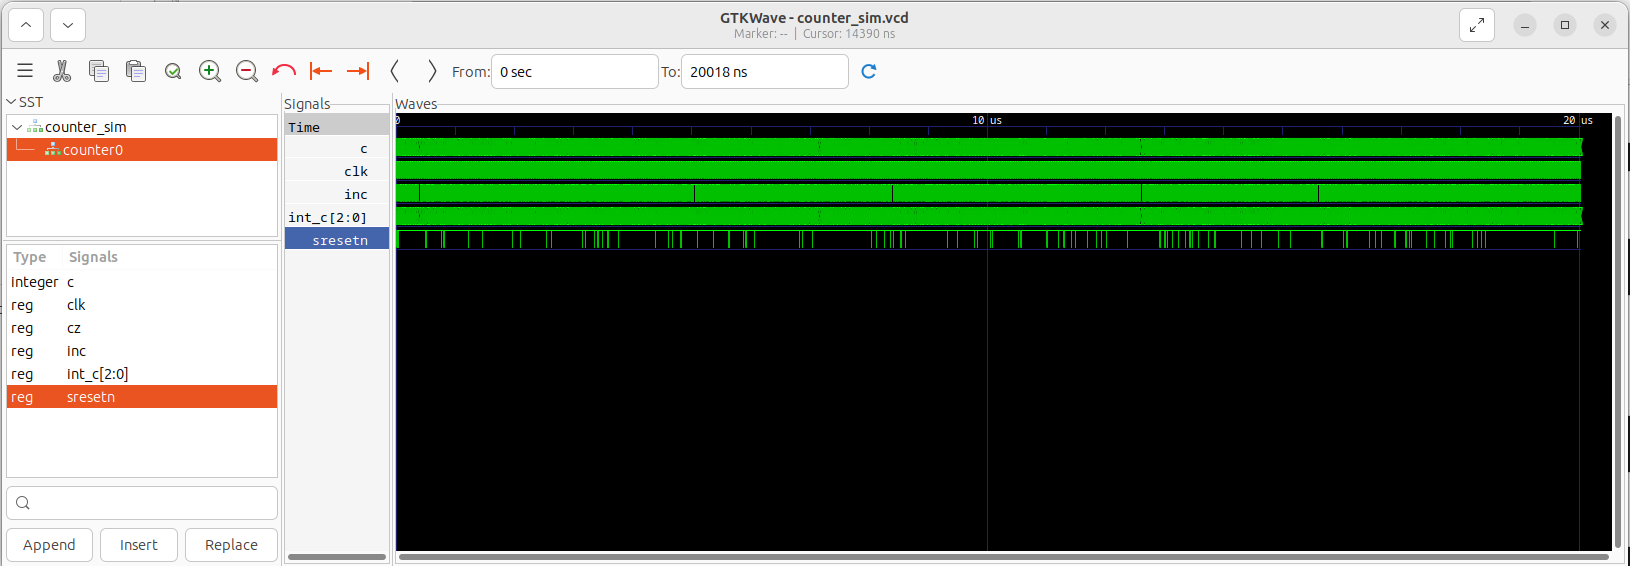 GTKWave - counter_sim.vcd
Marker: -- | Cursor: 14390 ns
From: 0 sec To: 20018 ns
SST
counter_sim
counter0
Type Signals
integer c
reg clk
reg cz
reg inc
reg int_c[2:0]
reg sresetn
Append Insert Replace
Signals
Time
c
clk
inc
int_c[2:0]
sresetn
Waves
0 10 us 20 us